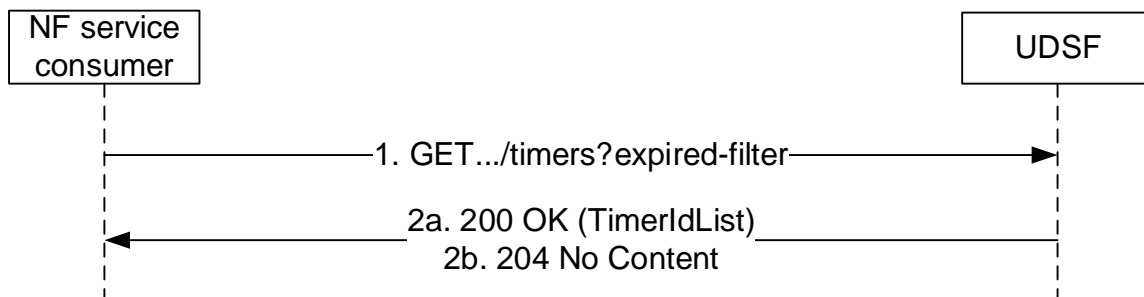 NF service
consumer
UDSF
1. GET.../timers?expired-filter
2a. 200 OK (TimerIdList)
2b. 204 No Content